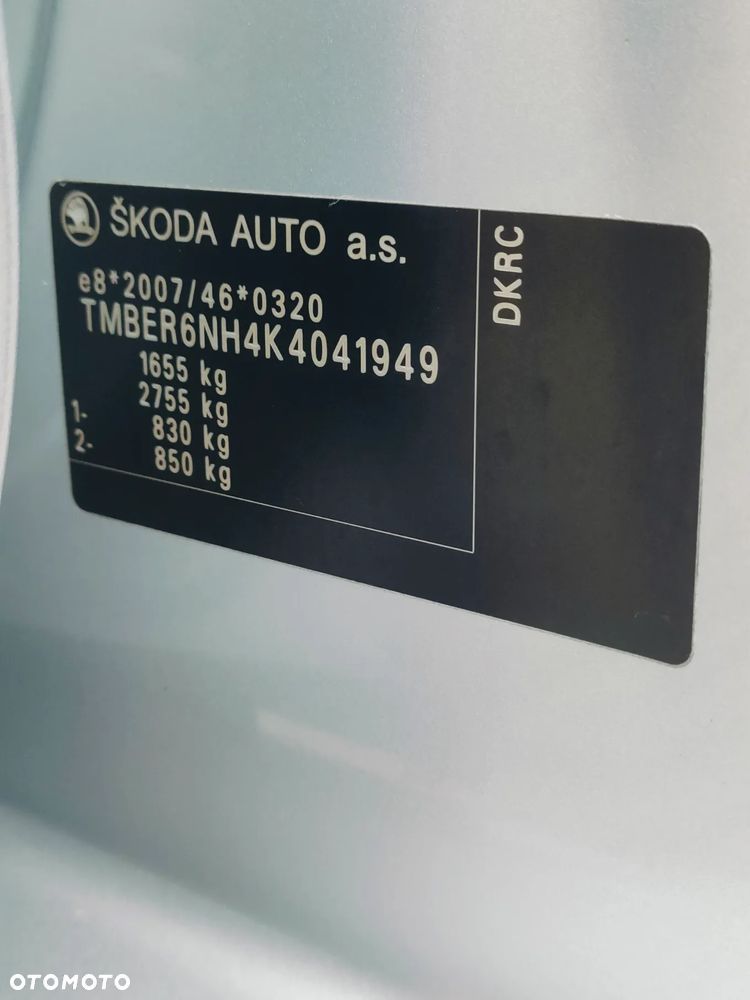 ŠKODA AUTO a.s.
e8*2007/46*0320
TMBER6NH4K4041949
1655 kg
2755 kg
1- 830 kg
2- 850 kg
DKRC
OTOMOTO